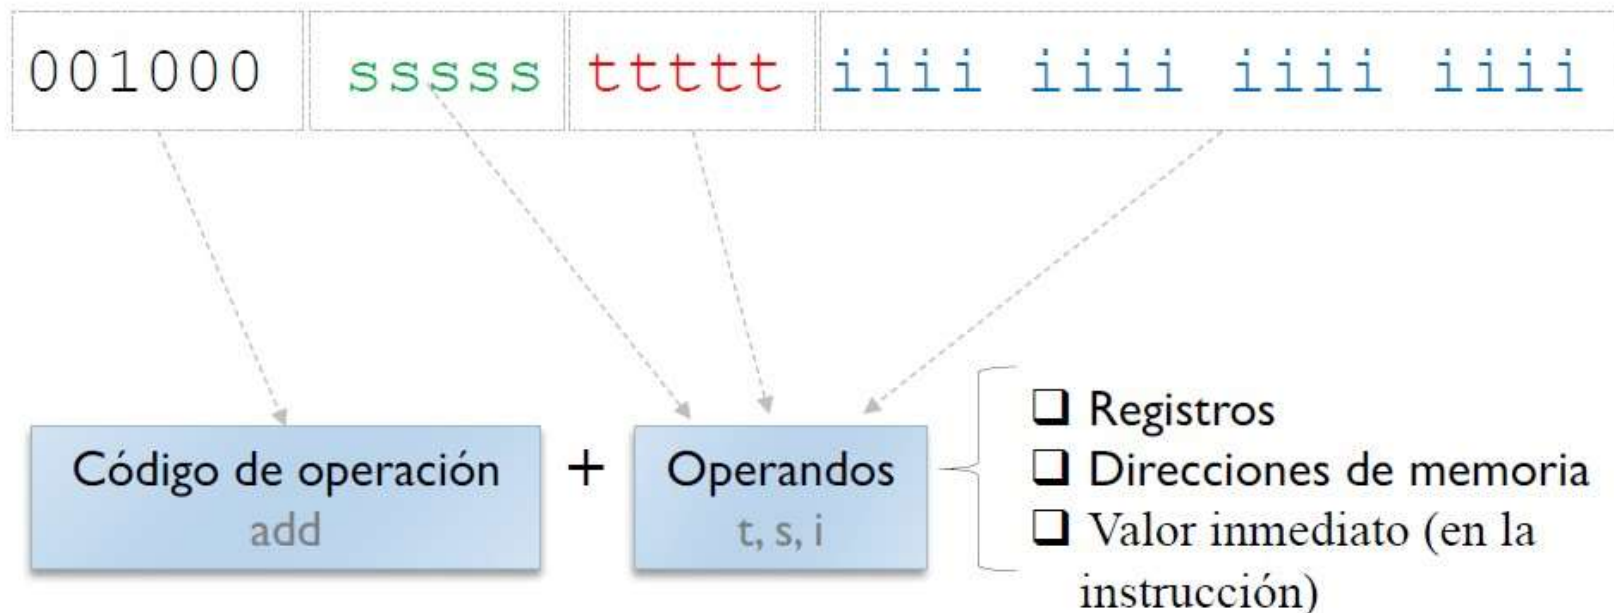 001000 sssss ttttt iiii iiii iiii iiii
Código de operación
add
+
Operandos
t, s, i
❑ Registros
❑ Direcciones de memoria
❑ Valor inmediato (en la
instrucción)